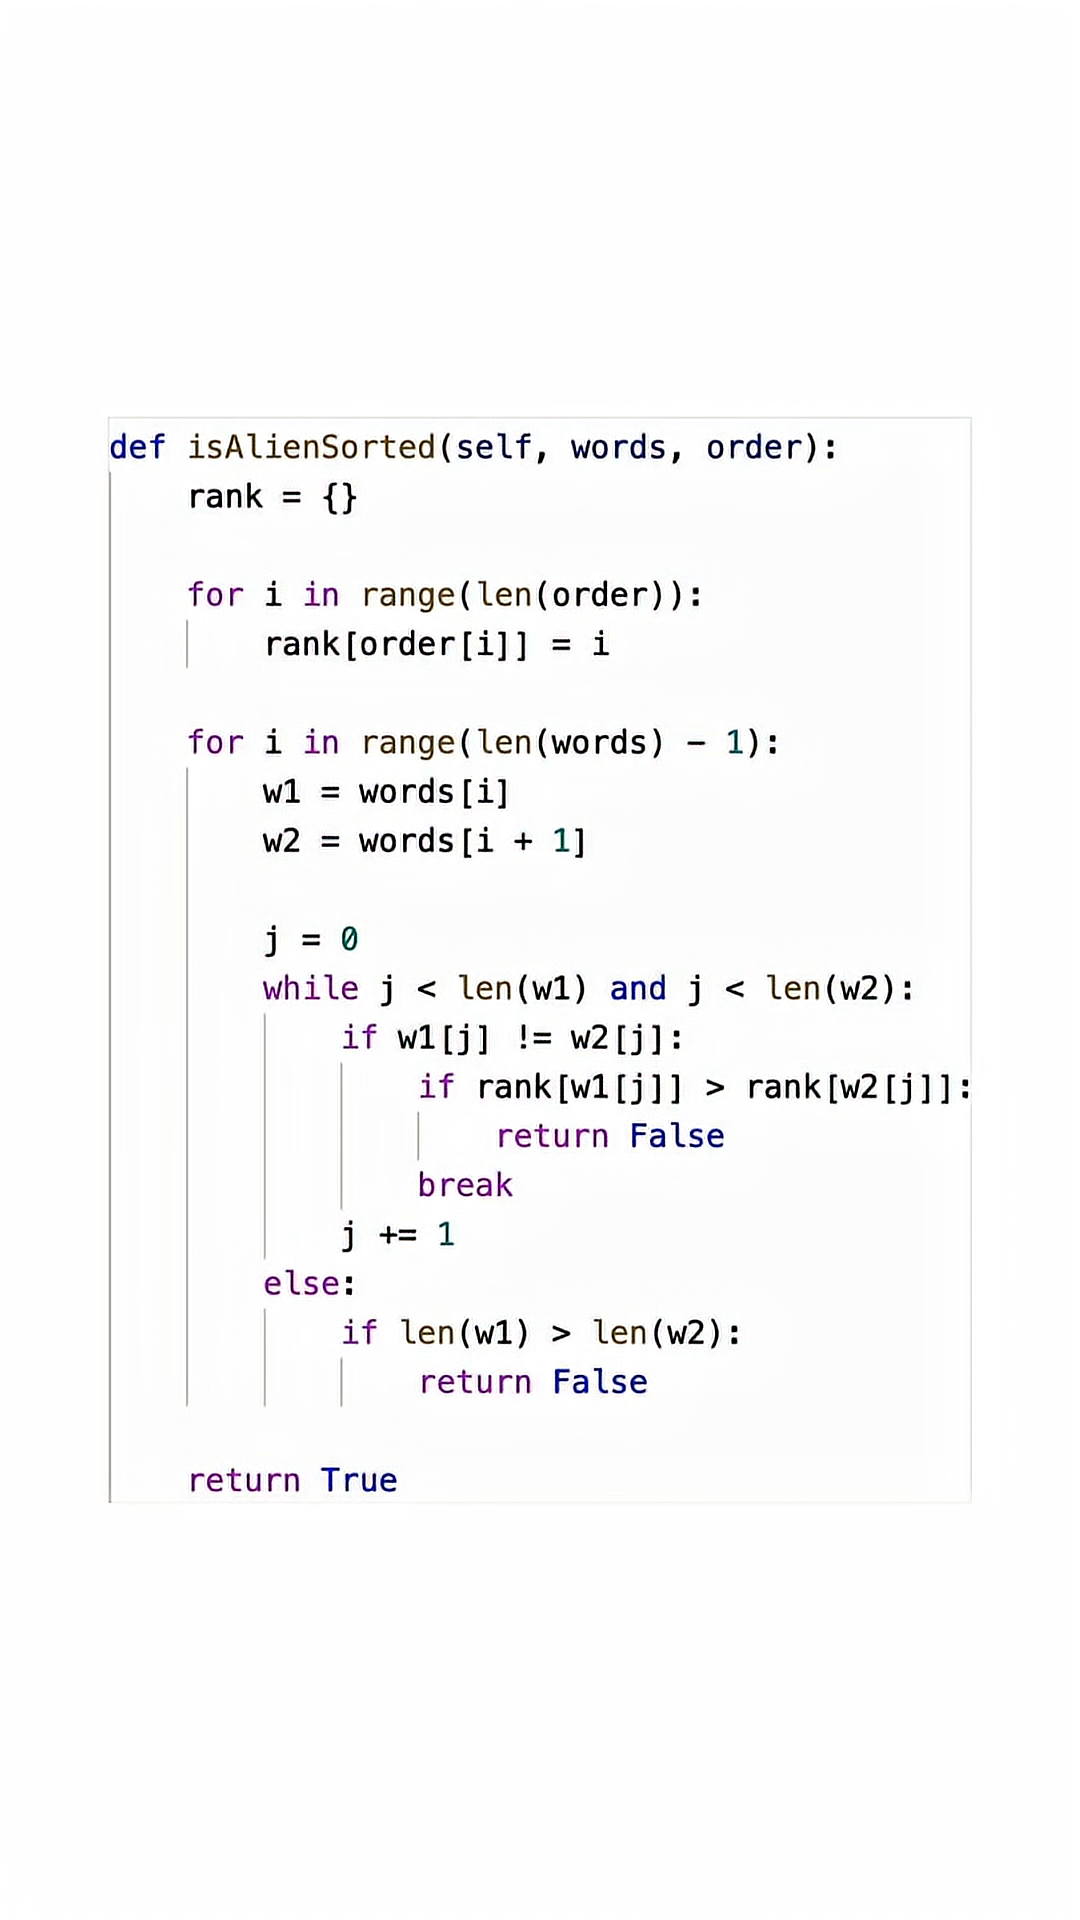 def isAlienSorted(self, words, order):
    rank = {}

    for i in range(len(order)):
        rank[order[i]] = i

    for i in range(len(words) - 1):
        w1 = words[i]
        w2 = words[i + 1]

        j = 0
        while j < len(w1) and j < len(w2):
            if w1[j] != w2[j]:
                if rank[w1[j]] > rank[w2[j]]:
                    return False
                break
            j += 1
        else:
            if len(w1) > len(w2):
                return False

    return True